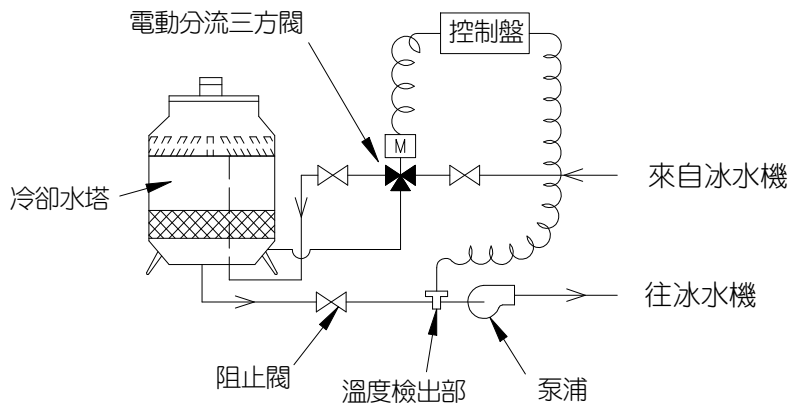 電動分流三方閥
控制盤
M
來自冰水機
冷卻水塔
往冰水機
阻止閥
溫度檢出部
泵浦